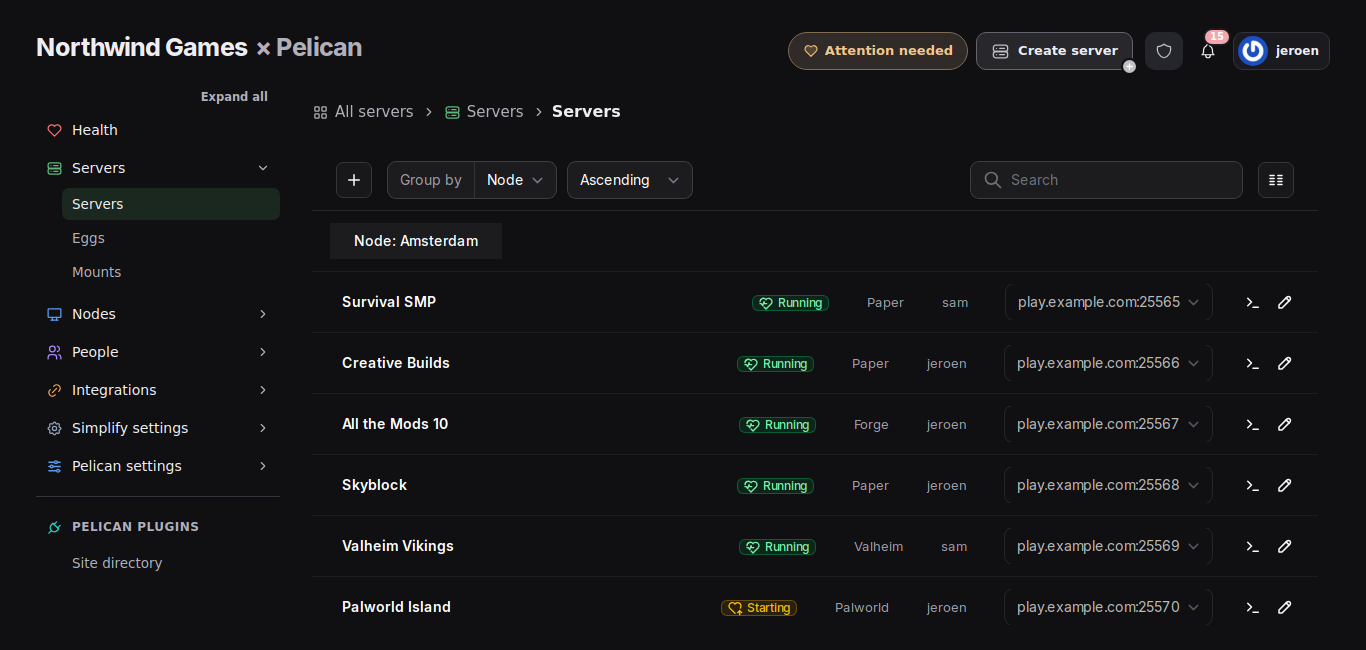 Northwind Games × Pelican
Attention needed
Create server
15
jeroen
Expand all
Health
Servers
Servers
Eggs
Mounts
Nodes
People
Integrations
Simplify settings
Pelican settings
PELICAN PLUGINS
Site directory
All servers > Servers > Servers
Group by Node Ascending Search
Node: Amsterdam
Survival SMP Running Paper sam play.example.com:25565
Creative Builds Running Paper jeroen play.example.com:25566
All the Mods 10 Running Forge jeroen play.example.com:25567
Skyblock Running Paper jeroen play.example.com:25568
Valheim Vikings Running Valheim sam play.example.com:25569
Palworld Island Starting Palworld jeroen play.example.com:25570